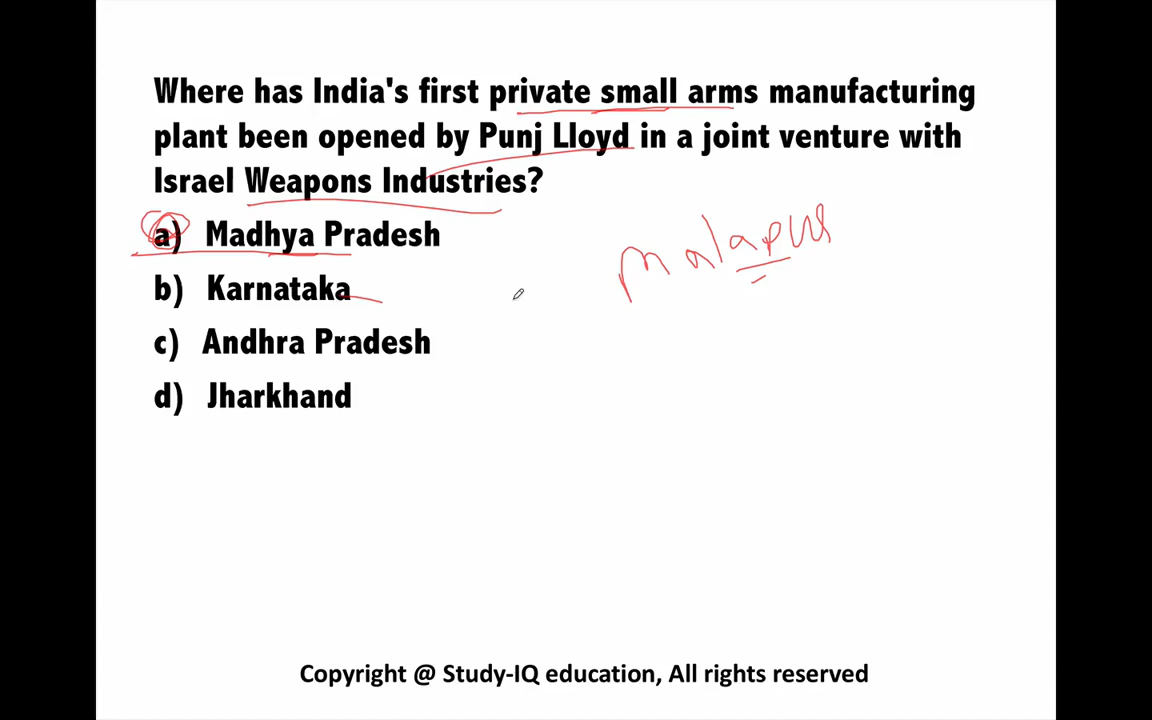 Where has India's first private small arms manufacturing
plant been opened by Punj Lloyd in a joint venture with
Israel Weapons Industries?
a) Madhya Pradesh
malapur
b) Karnataka
c) Andhra Pradesh
d) Jharkhand
Copyright @ Study-IQ education, All rights reserved